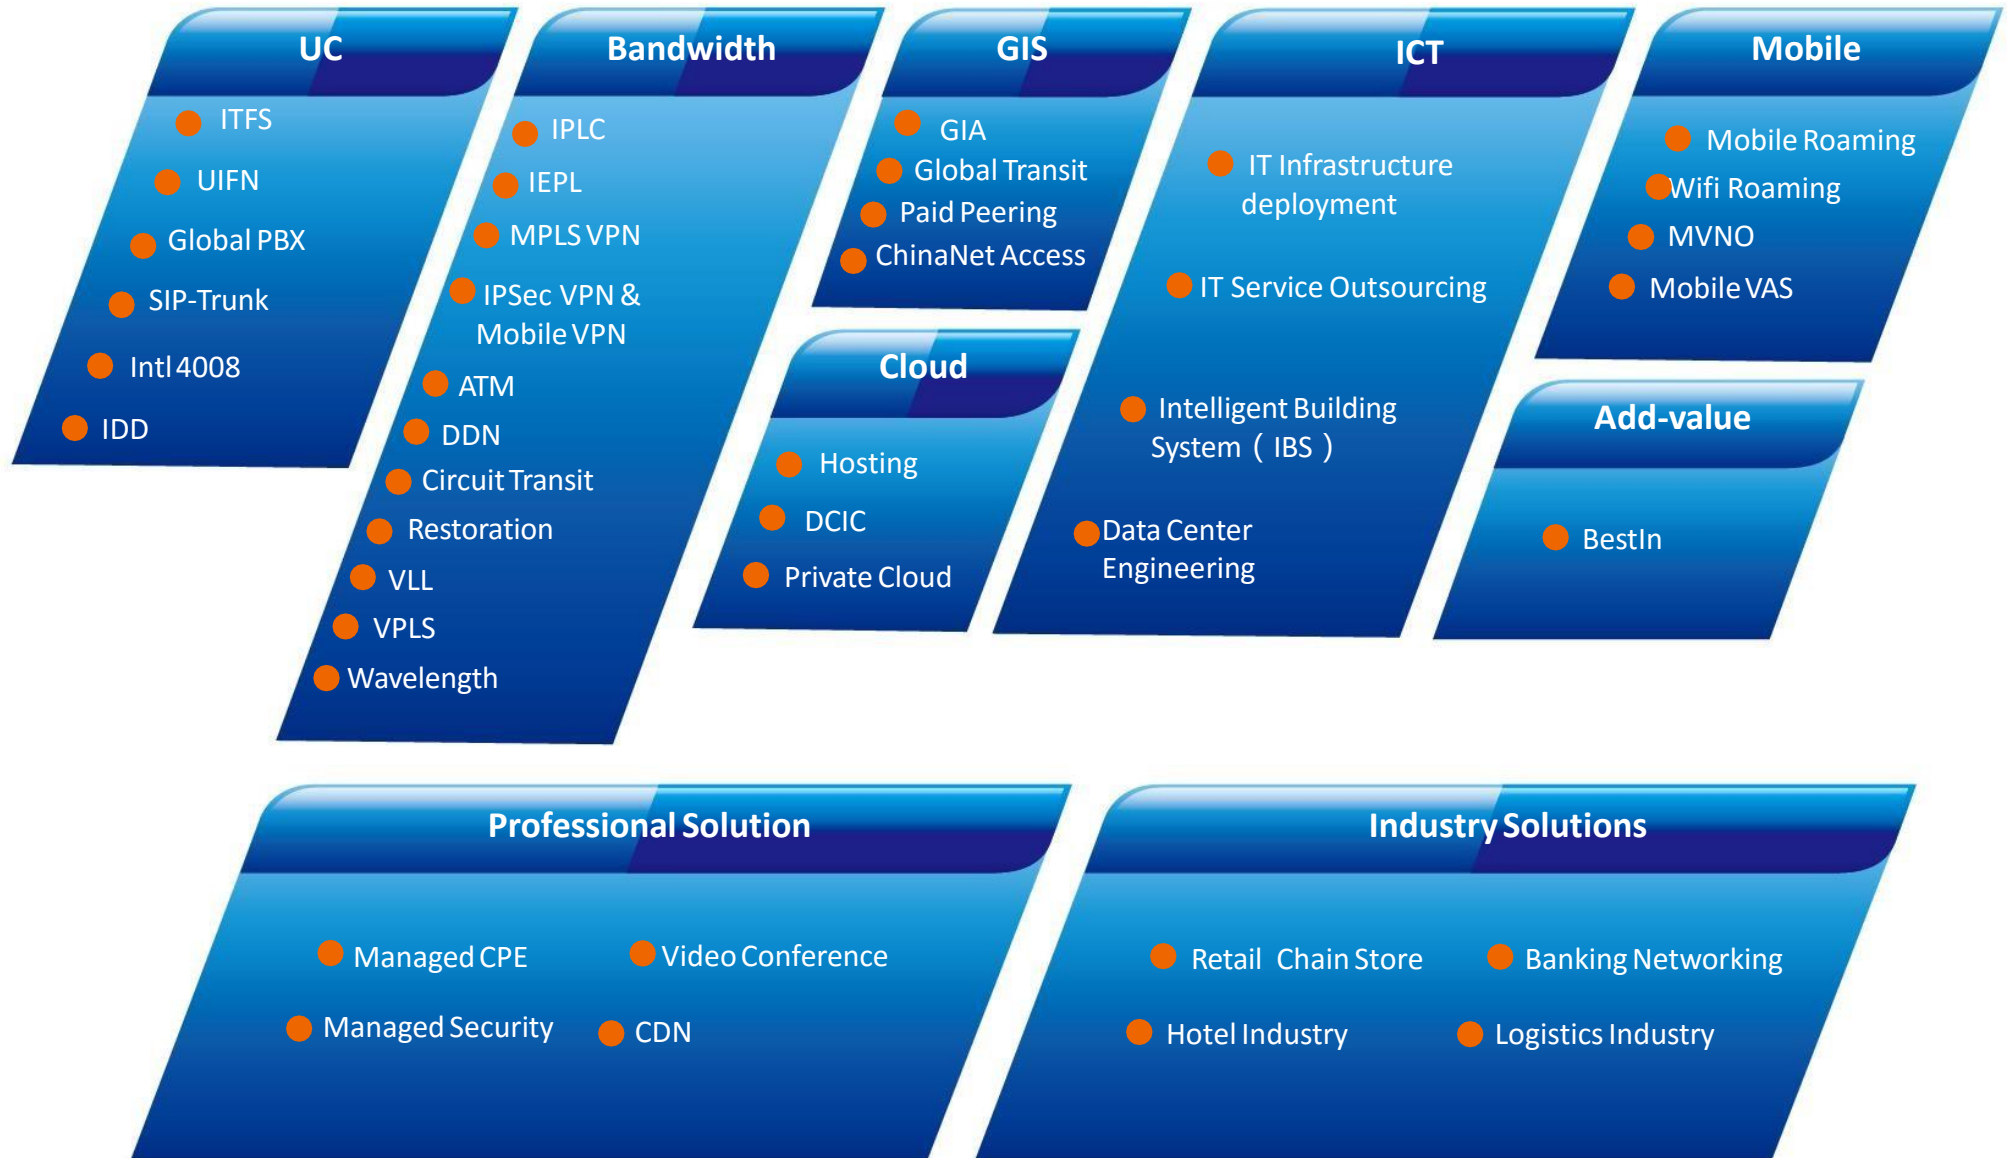 UC
ITFS
UIFN
Global PBX
SIP-Trunk
Intl 4008
IDD
Bandwidth
IPLC
IEPL
MPLS VPN
IPSec VPN &
Mobile VPN
ATM
DDN
Circuit Transit
Restoration
VLL
VPLS
Wavelength
GIS
GIA
Global Transit
Paid Peering
ChinaNet Access
Cloud
Hosting
DCIC
Private Cloud
ICT
IT Infrastructure
deployment
IT Service Outsourcing
Intelligent Building
System（IBS）
Data Center
Engineering
Mobile
Mobile Roaming
Wifi Roaming
MVNO
Mobile VAS
Add-value
BestIn
Professional Solution
Managed CPE
Video Conference
Managed Security
CDN
Industry Solutions
Retail Chain Store
Banking Networking
Hotel Industry
Logistics Industry